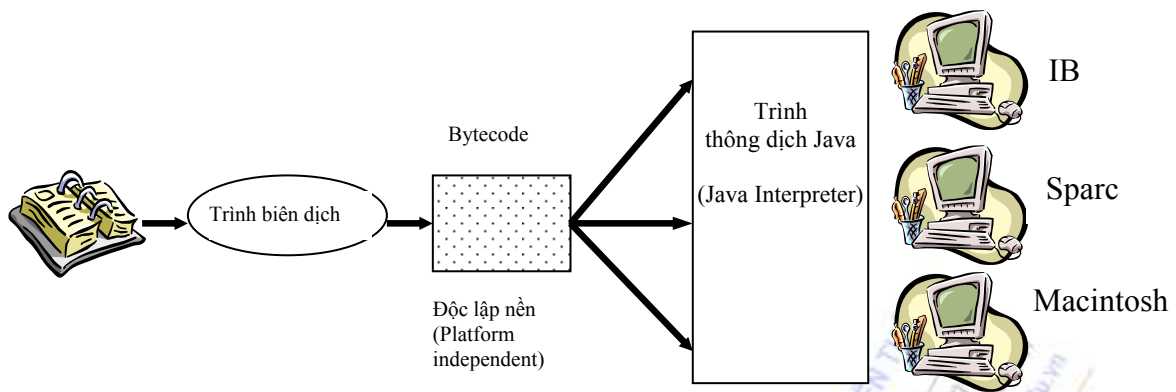 Trình biên dịch
Bytecode
Độc lập nền
(Platform
independent)
Trình
thông dịch Java
(Java Interpreter)
IB
Sparc
Macintosh